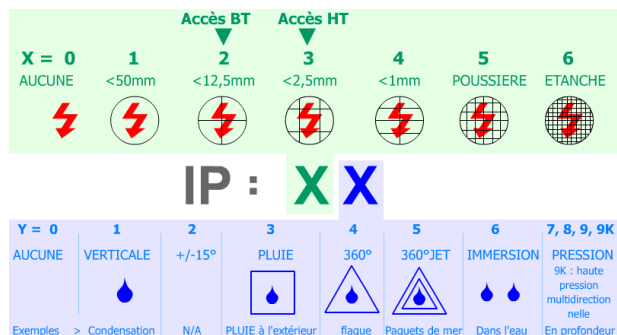 Accès BT Accès HT
X = 0 1 2 3 4 5 6
AUCUNE <50mm <12,5mm <2,5mm <1mm POUSSIERE ETANCHE
IP : X X
Y = 0 1 2 3 4 5 6 7, 8, 9, 9K
AUCUNE VERTICALE +/-15° PLUIE 360° 360°JET IMMERSION PRESSION
9K : haute
pression
multidirection
nelle
Exemples > Condensation N/A PLUIE à l'extérieur flaque Paquets de mer Dans l'eau En profondeur